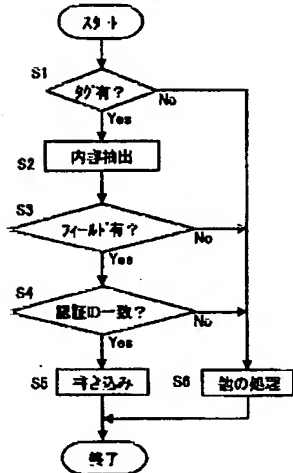 スタート
S1
タグ有?
No
Yes
S2
内容抽出
S3
フィールド有?
No
Yes
S4
認証ID一致?
No
Yes
S5
書き込み
S6
他の処理
終了